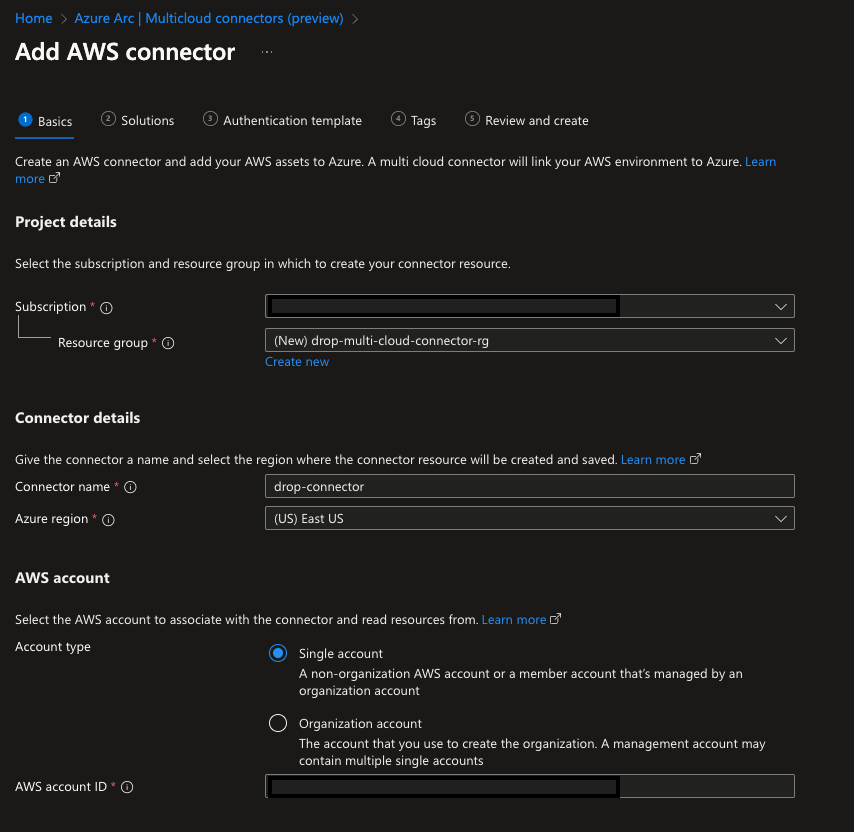 Home > Azure Arc | Multicloud connectors (preview) >
Add AWS connector ...
1 Basics 2 Solutions 3 Authentication template 4 Tags 5 Review and create
Create an AWS connector and add your AWS assets to Azure. A multi cloud connector will link your AWS environment to Azure. Learn
more
Project details
Select the subscription and resource group in which to create your connector resource.
Subscription *
Resource group * (New) drop-multi-cloud-connector-rg
Create new
Connector details
Give the connector a name and select the region where the connector resource will be created and saved. Learn more
Connector name * drop-connector
Azure region * (US) East US
AWS account
Select the AWS account to associate with the connector and read resources from. Learn more
Account type
Single account
A non-organization AWS account or a member account that's managed by an
organization account
Organization account
The account that you use to create the organization. A management account may
contain multiple single accounts
AWS account ID *